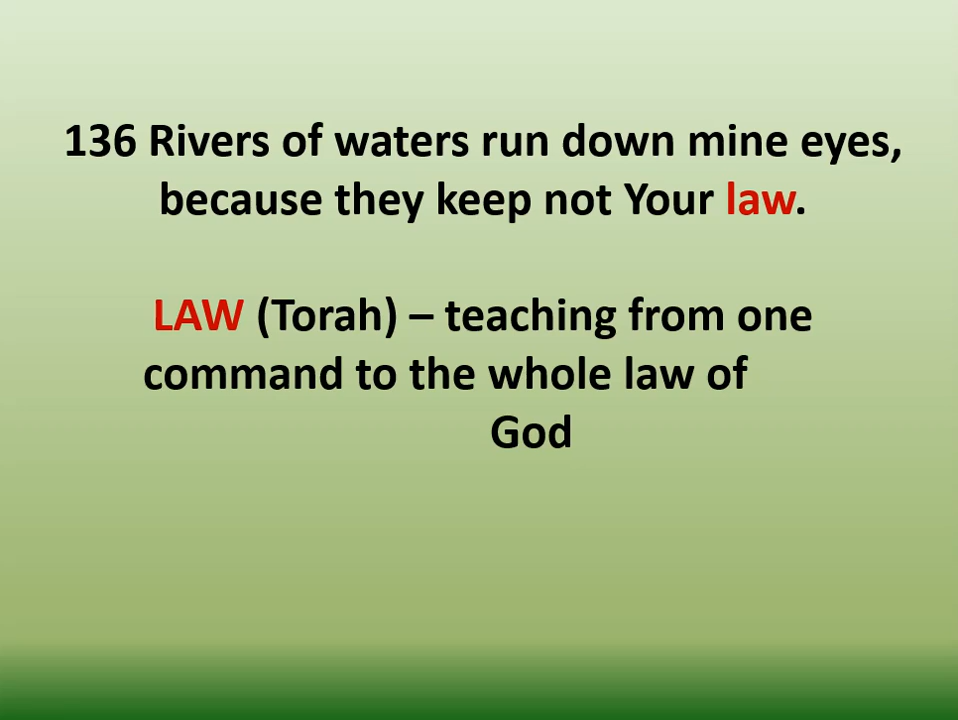 136 Rivers of waters run down mine eyes,
because they keep not Your law.
LAW (Torah) – teaching from one
command to the whole law of
God